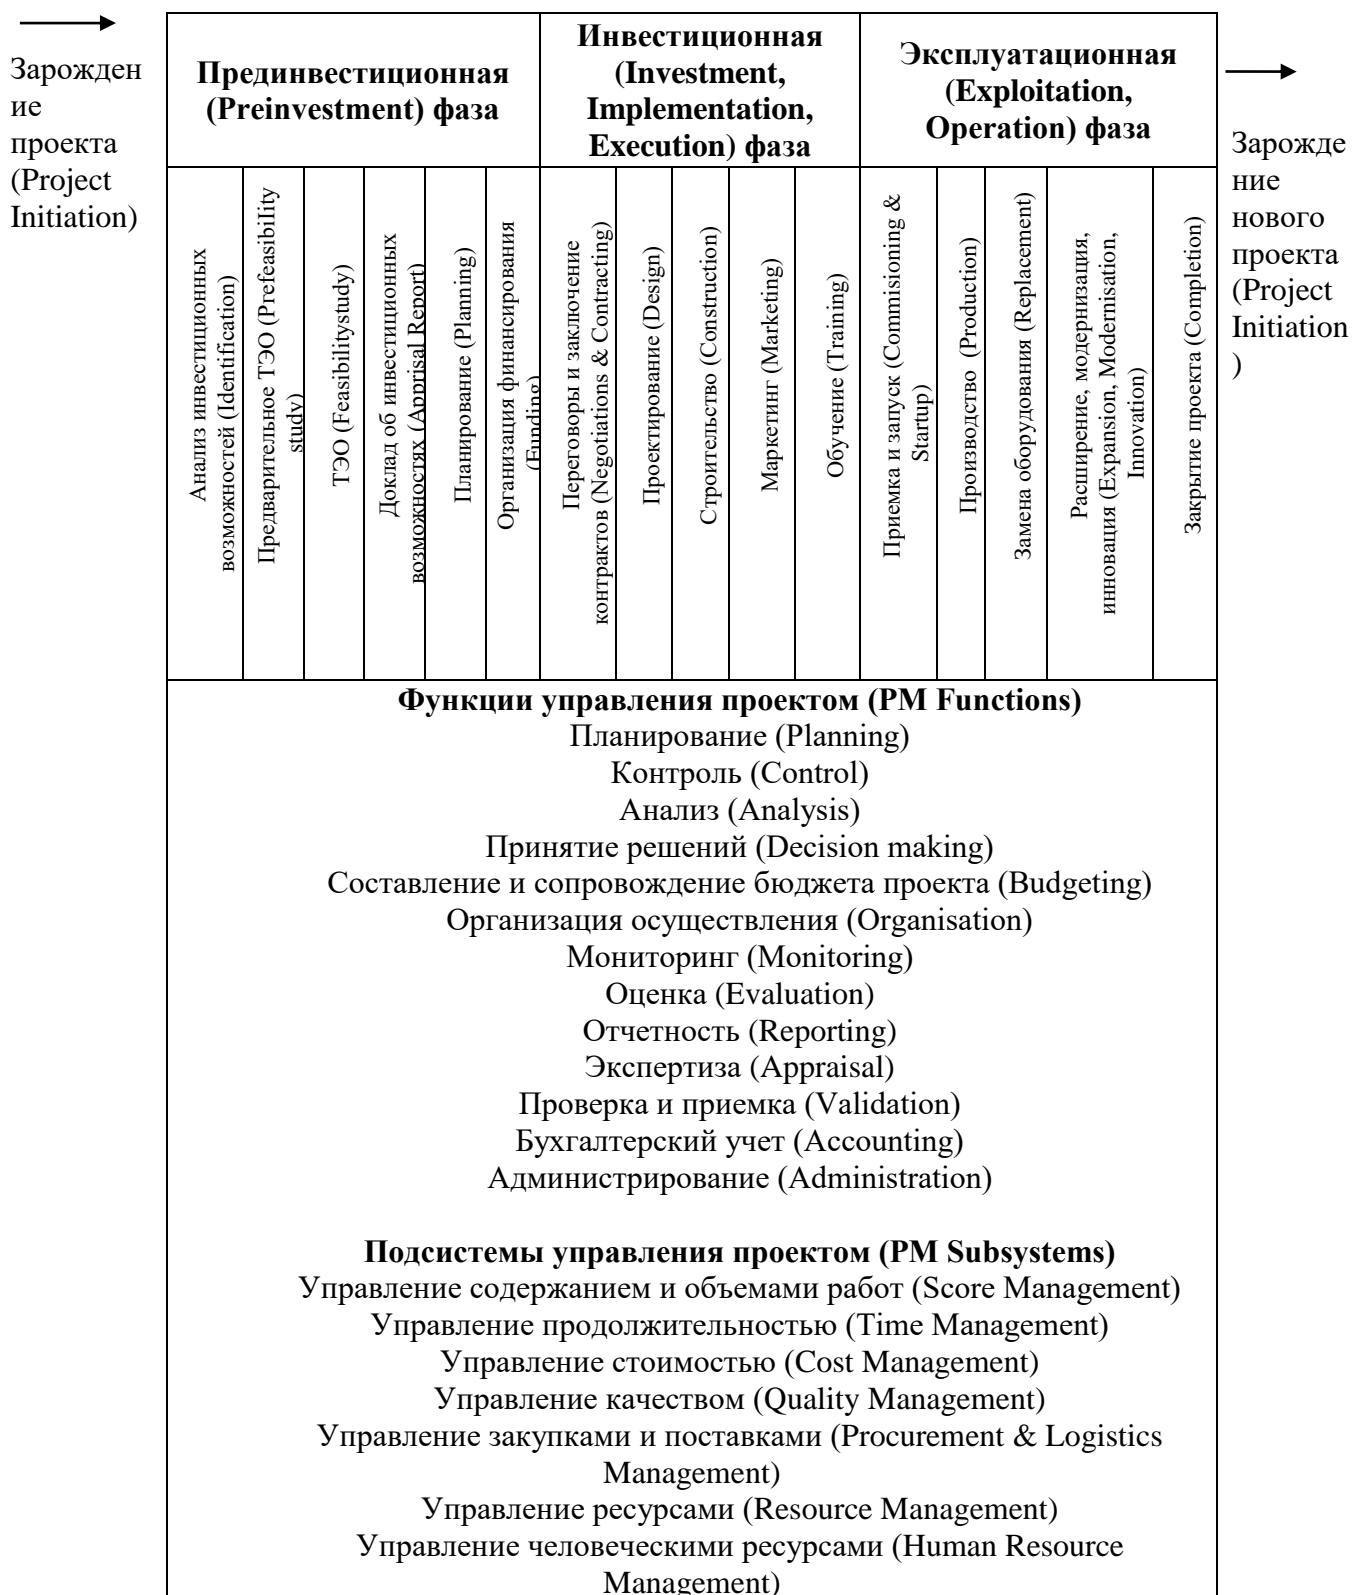 Зарожден
ие
проекта
(Project
Initiation)
Прединвестиционная
(Preinvestment) фаза
Инвестиционная
(Investment,
Implementation,
Execution) фаза
Эксплуатационная
(Exploitation,
Operation) фаза
Зарожде
ние
нового
проекта
(Project
Initiation
)
Анализ инвестиционных
возможностей (Identification)
Предварительное ТЭО (Prefeasibility
study)
ТЭО (Feasibilitystudy)
Доклад об инвестиционных
возможностях (Apprisal Report)
Планирование (Planning)
Организация финансирования
(Funding)
Переговоры и заключение
контрактов (Negotiations & Contracting)
Проектирование (Design)
Строительство (Construction)
Маркетинг (Marketing)
Обучение (Training)
Приемка и запуск (Commisioning &
Startup)
Производство (Production)
Замена оборудования (Replacement)
Расширение, модернизация,
инновация (Expansion, Modernisation,
Innovation)
Закрытие проекта (Completion)
Функции управления проектом (PM Functions)
Планирование (Planning)
Контроль (Control)
Анализ (Analysis)
Принятие решений (Decision making)
Составление и сопровождение бюджета проекта (Budgeting)
Организация осуществления (Organisation)
Мониторинг (Monitoring)
Оценка (Evaluation)
Отчетность (Reporting)
Экспертиза (Appraisal)
Проверка и приемка (Validation)
Бухгалтерский учет (Accounting)
Администрирование (Administration)
Подсистемы управления проектом (PM Subsystems)
Управление содержанием и объемами работ (Score Management)
Управление продолжительностью (Time Management)
Управление стоимостью (Cost Management)
Управление качеством (Quality Management)
Управление закупками и поставками (Procurement & Logistics
Management)
Управление ресурсами (Resource Management)
Управление человеческими ресурсами (Human Resource
Management)